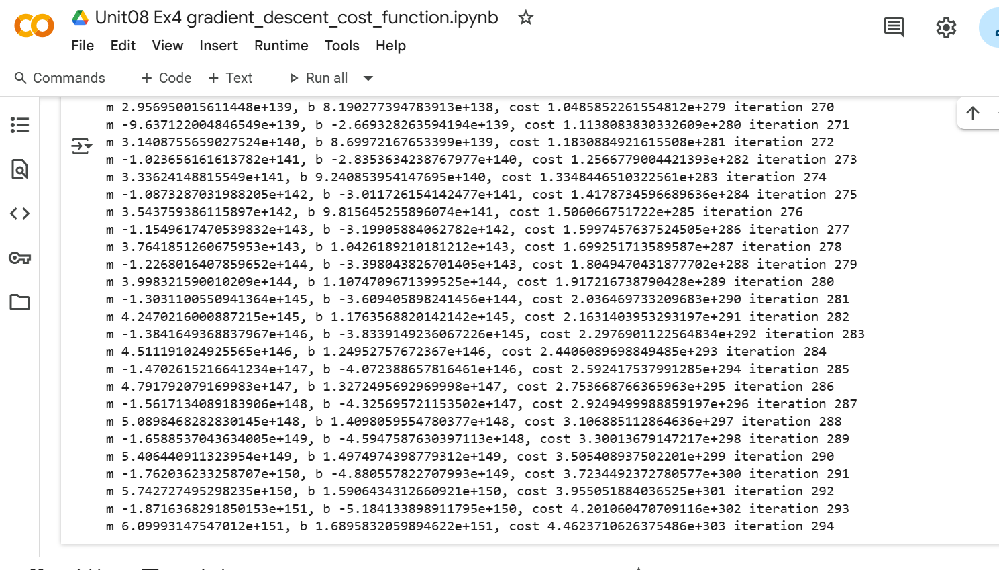 Unit08 Ex4 gradient_descent_cost_function.ipynb
File Edit View Insert Runtime Tools Help
Commands + Code + Text Run all
m 2.956950015611448e+139, b 8.190277394783913e+138, cost 1.0485852261554812e+279 iteration 270
m -9.637122004846549e+139, b -2.669328263594194e+139, cost 1.1138083830332609e+280 iteration 271
m 3.1408755659027524e+140, b 8.69972167653399e+139, cost 1.1830884921615508e+281 iteration 272
m -1.023656161613782e+141, b -2.8353634238767977e+140, cost 1.2566779004421393e+282 iteration 273
m 3.33624148815549e+141, b 9.240853954147695e+140, cost 1.3348446510322561e+283 iteration 274
m -1.0873287031988205e+142, b -3.011726154142477e+141, cost 1.4178734596689636e+284 iteration 275
m 3.543759386115897e+142, b 9.815645255896074e+141, cost 1.506066751722e+285 iteration 276
m -1.1549617470539832e+143, b -3.19905884062782e+142, cost 1.5997457637524505e+286 iteration 277
m 3.7641851260675953e+143, b 1.0426189210181212e+143, cost 1.699251713589587e+287 iteration 278
m -1.2268016407859652e+144, b -3.398043826701405e+143, cost 1.8049470431877702e+288 iteration 279
m 3.998321590010209e+144, b 1.1074709671399525e+144, cost 1.917216738790428e+289 iteration 280
m -1.3031100550941364e+145, b -3.609405898241456e+144, cost 2.036469733209683e+290 iteration 281
m 4.2470216000887215e+145, b 1.1763568820142142e+145, cost 2.1631403953293197e+291 iteration 282
m -1.3841649368837967e+146, b -3.8339149236067226e+145, cost 2.2976901122564834e+292 iteration 283
m 4.511191024925565e+146, b 1.24952757672367e+146, cost 2.4406089698849485e+293 iteration 284
m -1.4702615216641234e+147, b -4.072388657816461e+146, cost 2.592417537991285e+294 iteration 285
m 4.791792079169983e+147, b 1.3272495692969998e+147, cost 2.753668766365963e+295 iteration 286
m -1.5617134089183906e+148, b -4.325695721153502e+147, cost 2.9249499988859197e+296 iteration 287
m 5.0898468282830145e+148, b 1.4098059554780377e+148, cost 3.106885112864636e+297 iteration 288
m -1.6588537043634005e+149, b -4.5947587630397113e+148, cost 3.30013679147217e+298 iteration 289
m 5.406440911323954e+149, b 1.4974974398779312e+149, cost 3.505408937502201e+299 iteration 290
m -1.762036233258707e+150, b -4.880557822707993e+149, cost 3.7234492372780577e+300 iteration 291
m 5.742727495298235e+150, b 1.5906434312660921e+150, cost 3.955051884036525e+301 iteration 292
m -1.8716368291850153e+151, b -5.184133898911795e+150, cost 4.201060470709116e+302 iteration 293
m 6.09993147547012e+151, b 1.6895832059894622e+151, cost 4.4623710626375486e+303 iteration 294